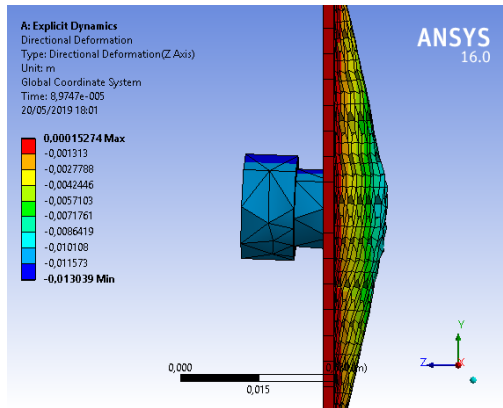 A: Explicit Dynamics
Directional Deformation
Type: Directional Deformation(Z Axis)
Unit: m
Global Coordinate System
Time: 8,9747e-005
20/05/2019 18:01
ANSYS
16.0
0,00015274 Max
-0,001313
-0,0027788
-0,0042446
-0,0057103
-0,0071761
-0,0086419
-0,010108
-0,011573
-0,013039 Min
0,000
(m)
0,015
Y
Z
X